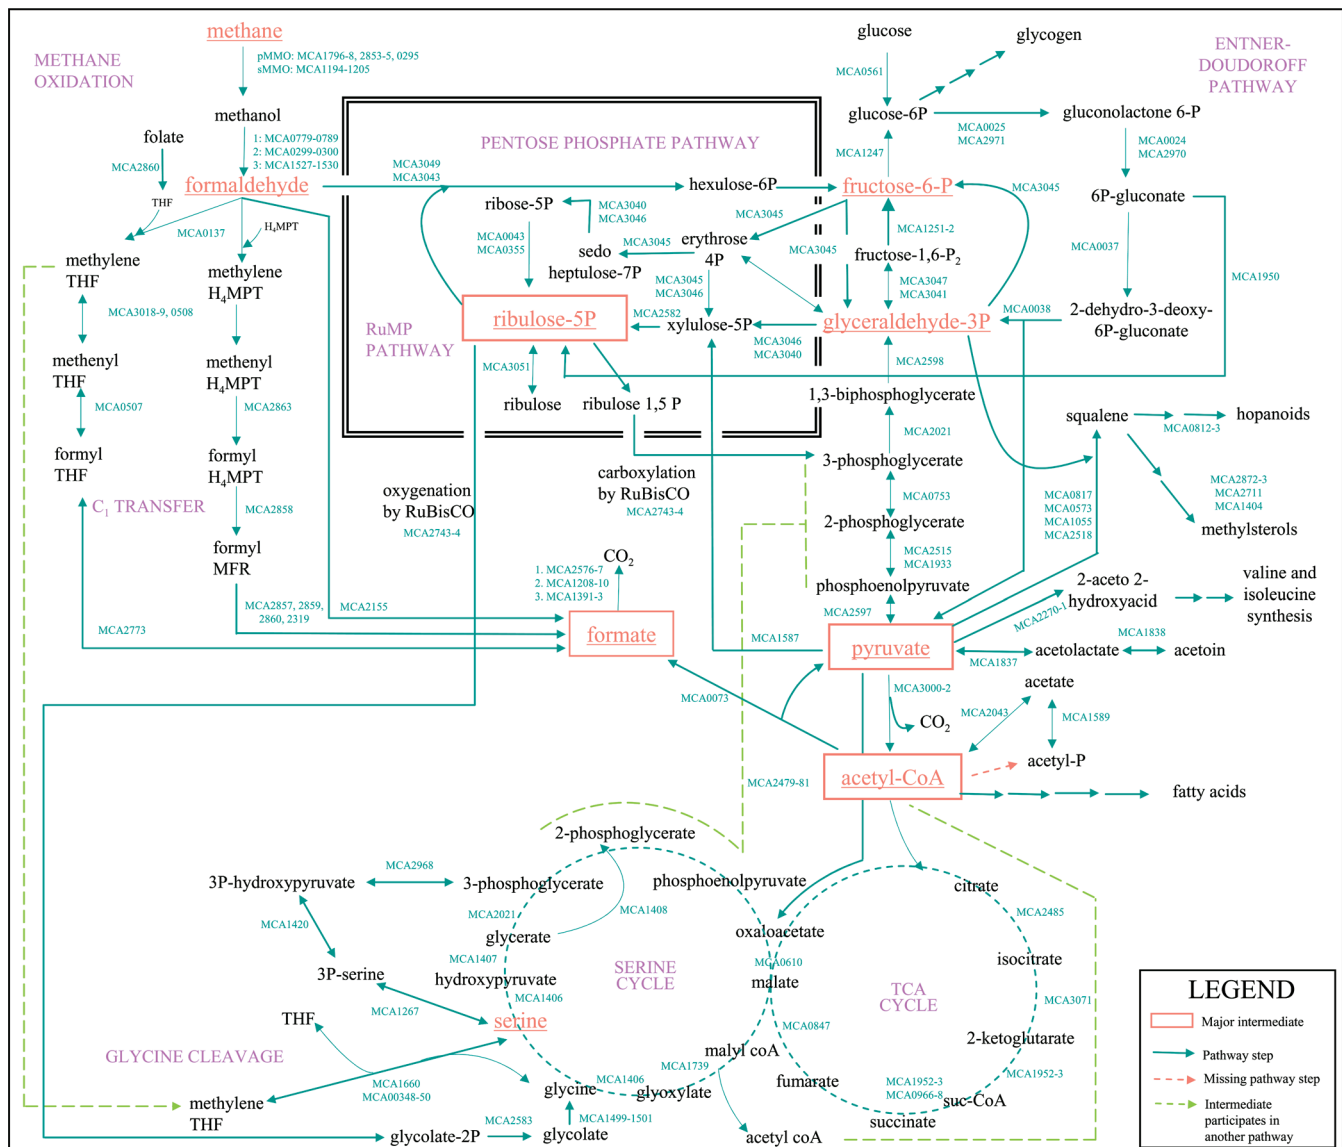 methane
METHANE
OXIDATION
pMMO: MCA1796-8, 2853-5, 0295
sMMO: MCA1194-1205
methanol
folate
1: MCA0779-0789
2: MCA0299-0300
3: MCA1527-1530
MCA2860
formaldehyde
THF
MCA0137
H4MPT
methylene
THF
methylene
H4MPT
MCA3018-9, 0508
methenyl
THF
methenyl
H4MPT
MCA0507
MCA2863
formyl
THF
formyl
H4MPT
C1 TRANSFER
MCA2858
formyl
MFR
MCA2857, 2859,
2860, 2319
MCA2155
MCA2773
PENTOSE PHOSPHATE PATHWAY
MCA3049
MCA3043
hexulose-6P
ribose-5P
MCA3040
MCA3046
MCA3045
MCA0043
MCA0355
sedo
heptulose-7P
MCA3045
erythrose
4P
MCA3045
MCA3045
MCA3046
ribulose-5P
MCA2582
xylulose-5P
MCA3046
MCA3040
RuMP
PATHWAY
MCA3051
ribulose
ribulose 1,5 P
oxygenation
by RuBisCO
MCA2743-4
carboxylation
by RuBisCO
MCA2743-4
CO2
1. MCA2576-7
2. MCA1208-10
3. MCA1391-3
formate
glucose
glycogen
ENTNER-
DOUDOROFF
PATHWAY
MCA0561
glucose-6P
gluconolactone 6-P
MCA0025
MCA2971
MCA0024
MCA2970
MCA1247
fructose-6-P
MCA3045
6P-gluconate
MCA1251-2
fructose-1,6-P2
MCA0037
MCA1950
MCA3047
MCA3041
glyceraldehyde-3P
MCA0038
2-dehydro-3-deoxy-
6P-gluconate
MCA2598
1,3-biphosphoglycerate
MCA2021
3-phosphoglycerate
MCA0753
2-phosphoglycerate
MCA2515
MCA1933
phosphoenolpyruvate
MCA2597
squalene
hopanoids
MCA0812-3
MCA0817
MCA0573
MCA1055
MCA2518
MCA2872-3
MCA2711
MCA1404
methylsterols
2-aceto 2-
hydroxyacid
valine and
isoleucine
synthesis
MCA2270-1
MCA1587
pyruvate
MCA1838
MCA1837
acetolactate
acetoin
MCA3000-2
acetate
MCA0073
CO2
MCA2043
MCA1589
acetyl-CoA
acetyl-P
MCA2479-81
fatty acids
2-phosphoglycerate
MCA2968
3P-hydroxypyruvate
3-phosphoglycerate
phosphoenolpyruvate
citrate
MCA2021
MCA1408
MCA2485
MCA1420
glycerate
oxaloacetate
MCA1407
MCA0610
isocitrate
3P-serine
hydroxypyruvate
SERINE
CYCLE
malate
TCA
CYCLE
MCA1406
MCA3071
MCA1267
serine
THF
MCA0847
2-ketoglutarate
malyl coA
GLYCINE CLEAVAGE
MCA1739
MCA1660
MCA00348-50
MCA1406
fumarate
MCA1952-3
MCA1952-3
MCA0966-8
glycine
glyoxylate
suc-CoA
methylene
THF
succinate
MCA2583
MCA1499-1501
glycolate-2P
glycolate
acetyl coA
LEGEND
Major intermediate
Pathway step
Missing pathway step
Intermediate
participates in
another pathway